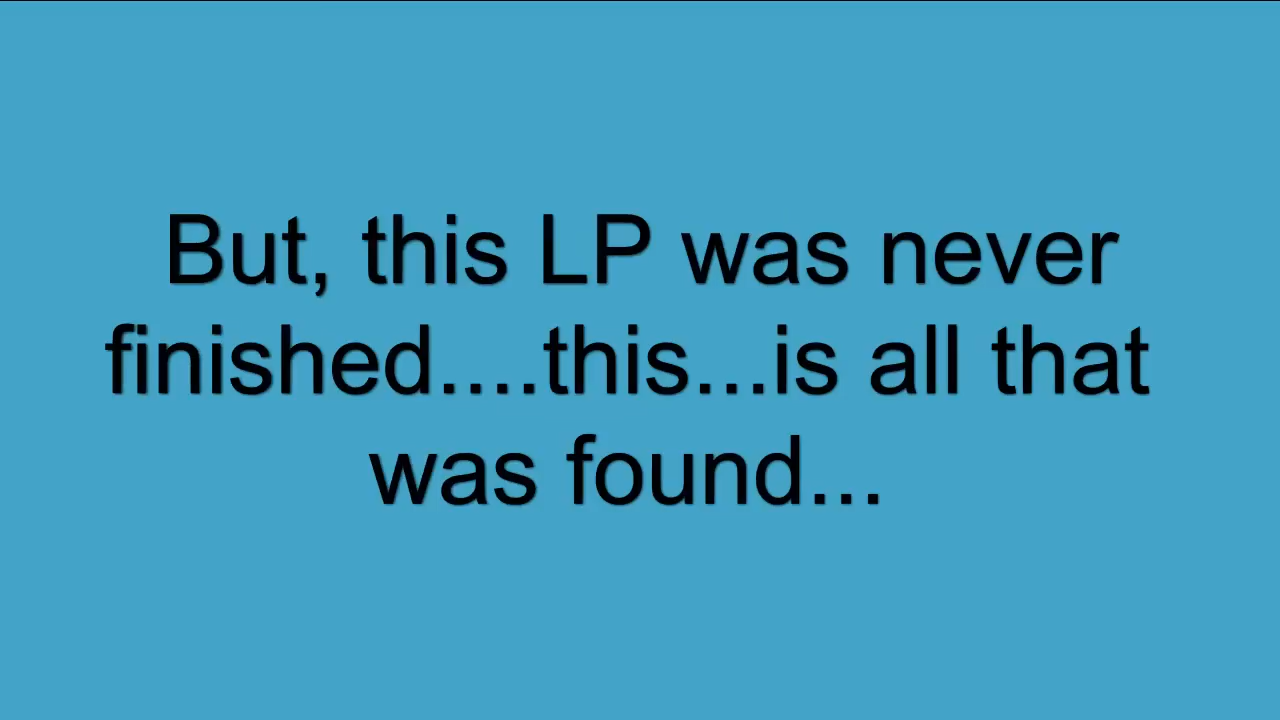 But, this LP was never
finished....this...is all that
was found...